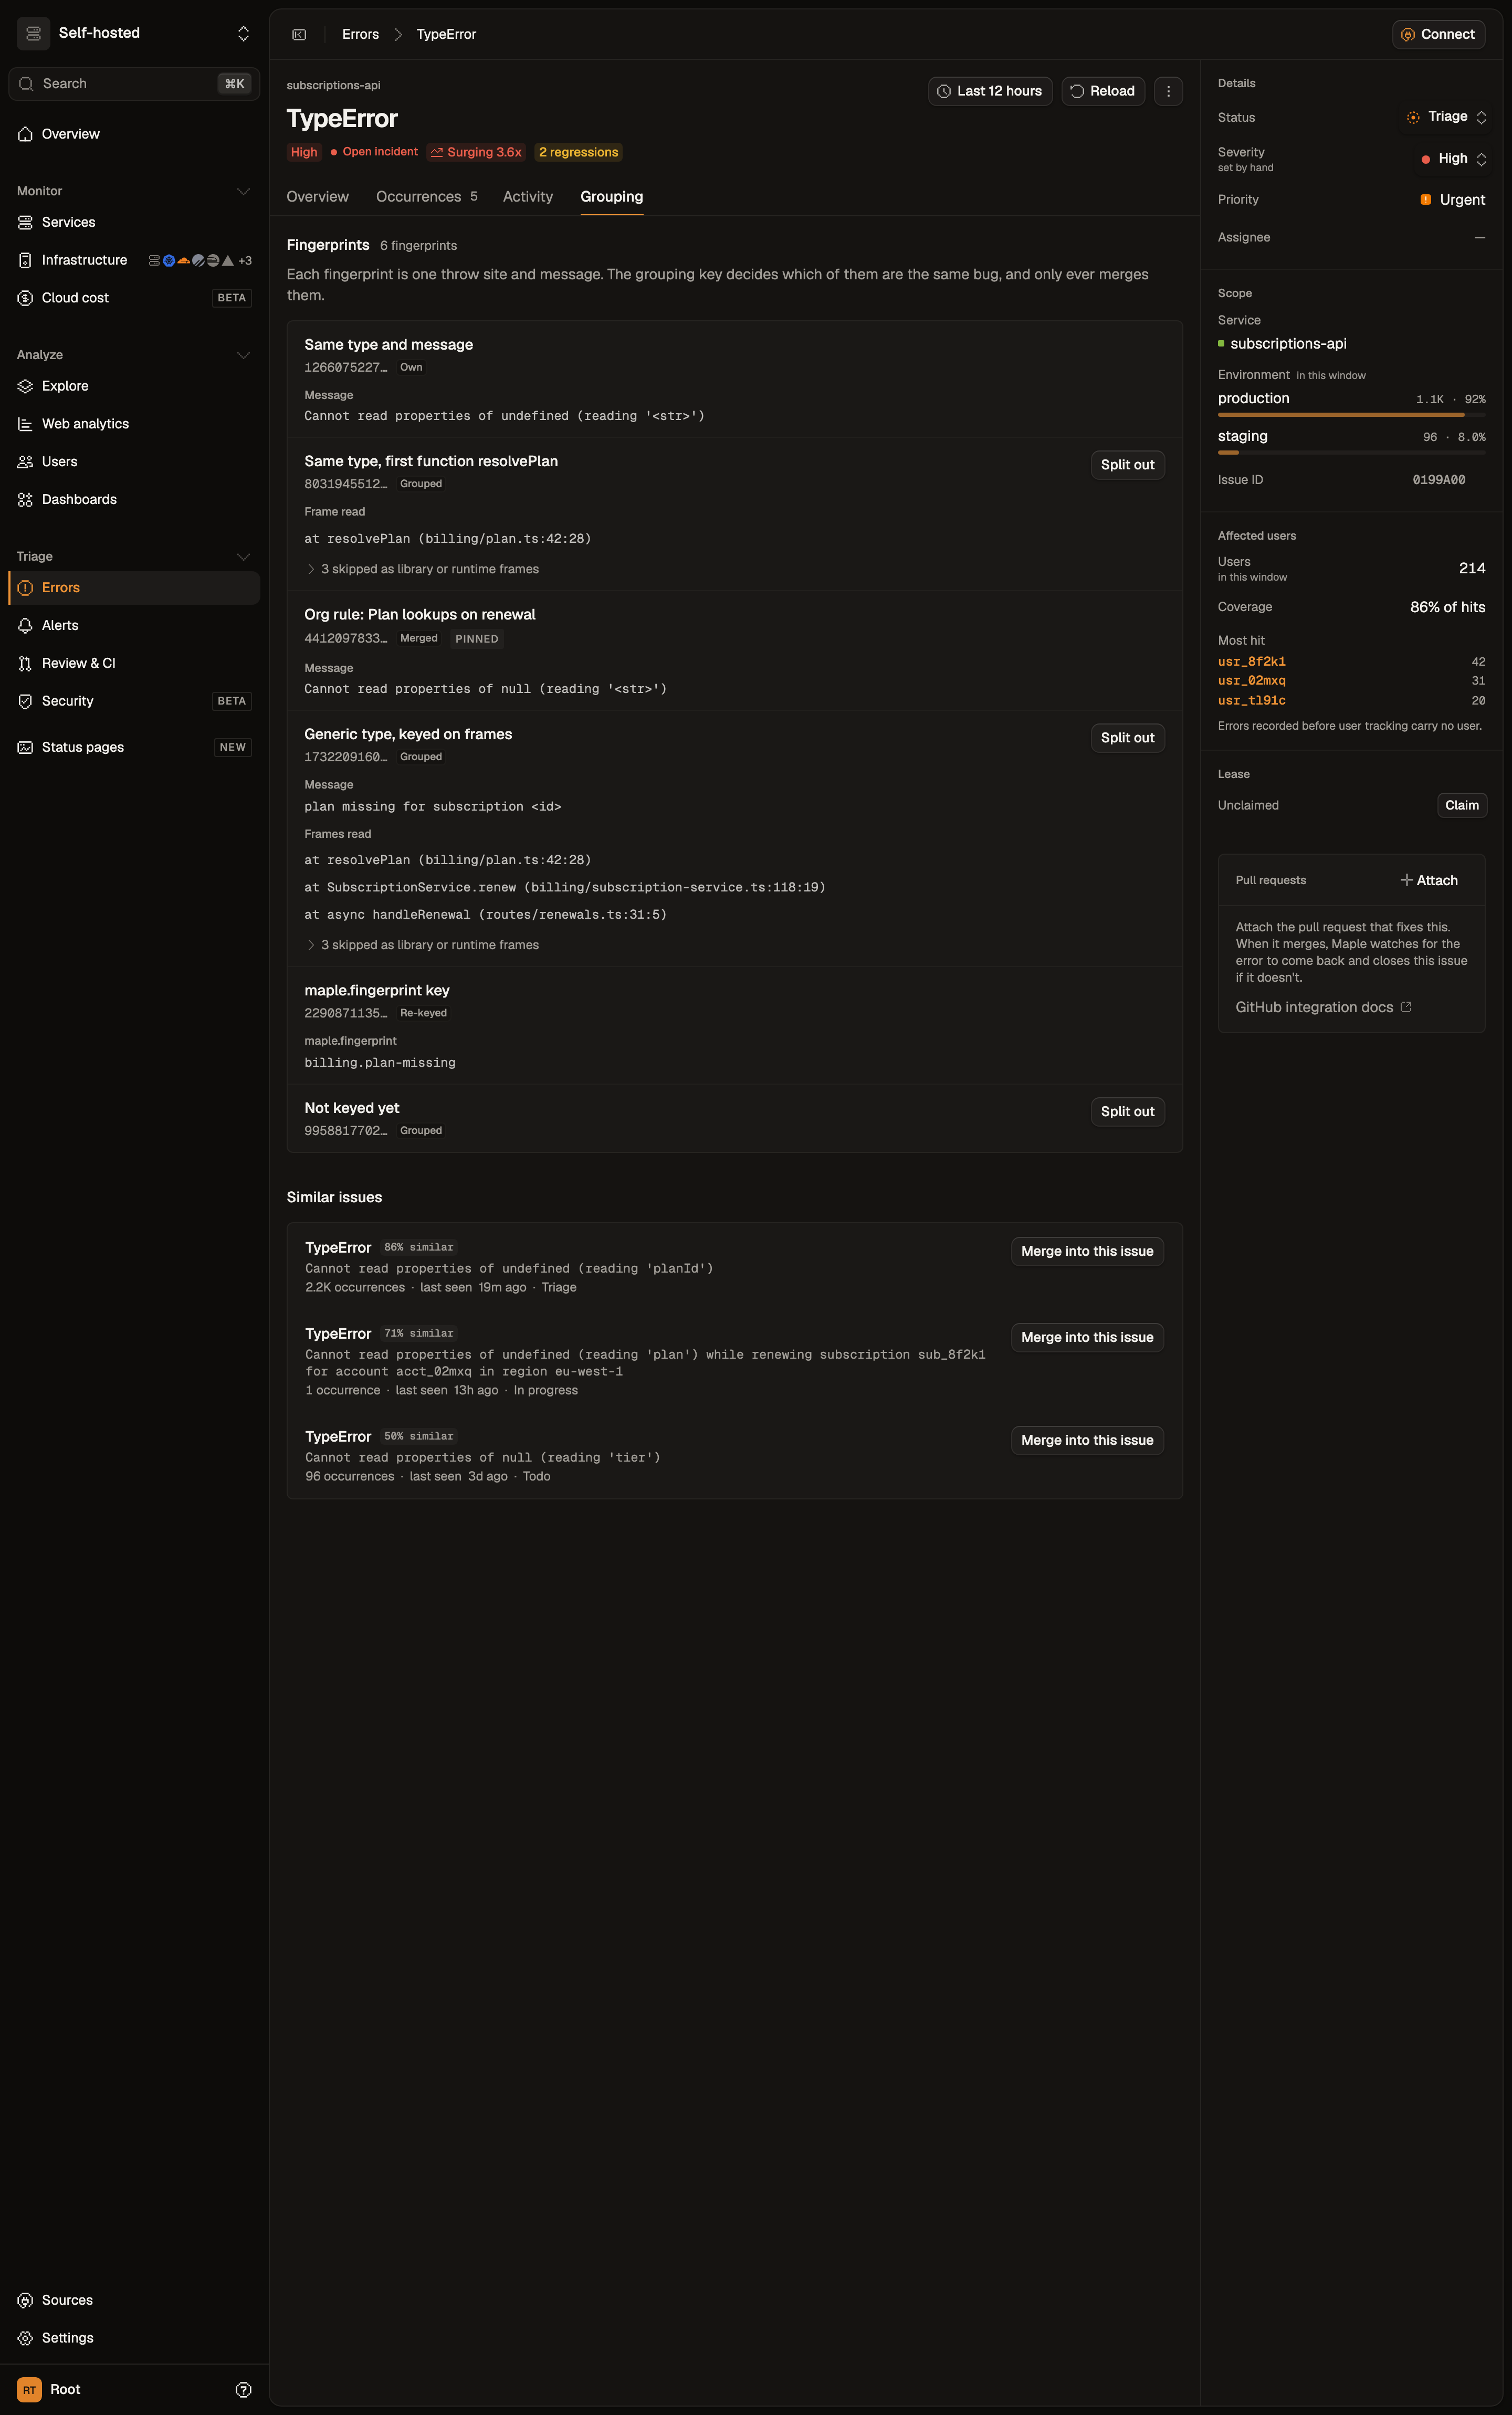 Self-hosted
Search ⌘K
Overview
Monitor
Services
Infrastructure +3
Cloud cost BETA
Analyze
Explore
Web analytics
Users
Dashboards
Triage
Errors
Alerts
Review & CI
Security BETA
Status pages NEW
Sources
Settings
RT Root
Errors TypeError
Connect
subscriptions-api
Last 12 hours Reload
TypeError
High Open incident Surging 3.6x 2 regressions
Overview Occurrences 5 Activity Grouping
Fingerprints 6 fingerprints
Each fingerprint is one throw site and message. The grouping key decides which of them are the same bug, and only ever merges
them.
Same type and message
1266075227… Own
Message
Cannot read properties of undefined (reading '<str>')
Same type, first function resolvePlan
Split out
8031945512… Grouped
Frame read
at resolvePlan (billing/plan.ts:42:28)
3 skipped as library or runtime frames
Org rule: Plan lookups on renewal
4412097833… Merged PINNED
Message
Cannot read properties of null (reading '<str>')
Generic type, keyed on frames
Split out
1732209160… Grouped
Message
plan missing for subscription <id>
Frames read
at resolvePlan (billing/plan.ts:42:28)
at SubscriptionService.renew (billing/subscription-service.ts:118:19)
at async handleRenewal (routes/renewals.ts:31:5)
3 skipped as library or runtime frames
maple.fingerprint key
2290871135… Re-keyed
maple.fingerprint
billing.plan-missing
Not keyed yet
Split out
9958817702… Grouped
Similar issues
TypeError 86% similar
Merge into this issue
Cannot read properties of undefined (reading 'planId')
2.2K occurrences · last seen 19m ago · Triage
TypeError 71% similar
Merge into this issue
Cannot read properties of undefined (reading 'plan') while renewing subscription sub_8f2k1
for account acct_02mxq in region eu-west-1
1 occurrence · last seen 13h ago · In progress
TypeError 50% similar
Merge into this issue
Cannot read properties of null (reading 'tier')
96 occurrences · last seen 3d ago · Todo
Details
Status Triage
Severity High
set by hand
Priority Urgent
Assignee —
Scope
Service
subscriptions-api
Environment in this window
production 1.1K · 92%
staging 96 · 8.0%
Issue ID 0199A00
Affected users
Users 214
in this window
Coverage 86% of hits
Most hit
usr_8f2k1 42
usr_02mxq 31
usr_tl91c 20
Errors recorded before user tracking carry no user.
Lease
Unclaimed Claim
Pull requests Attach
Attach the pull request that fixes this.
When it merges, Maple watches for the
error to come back and closes this issue
if it doesn't.
GitHub integration docs